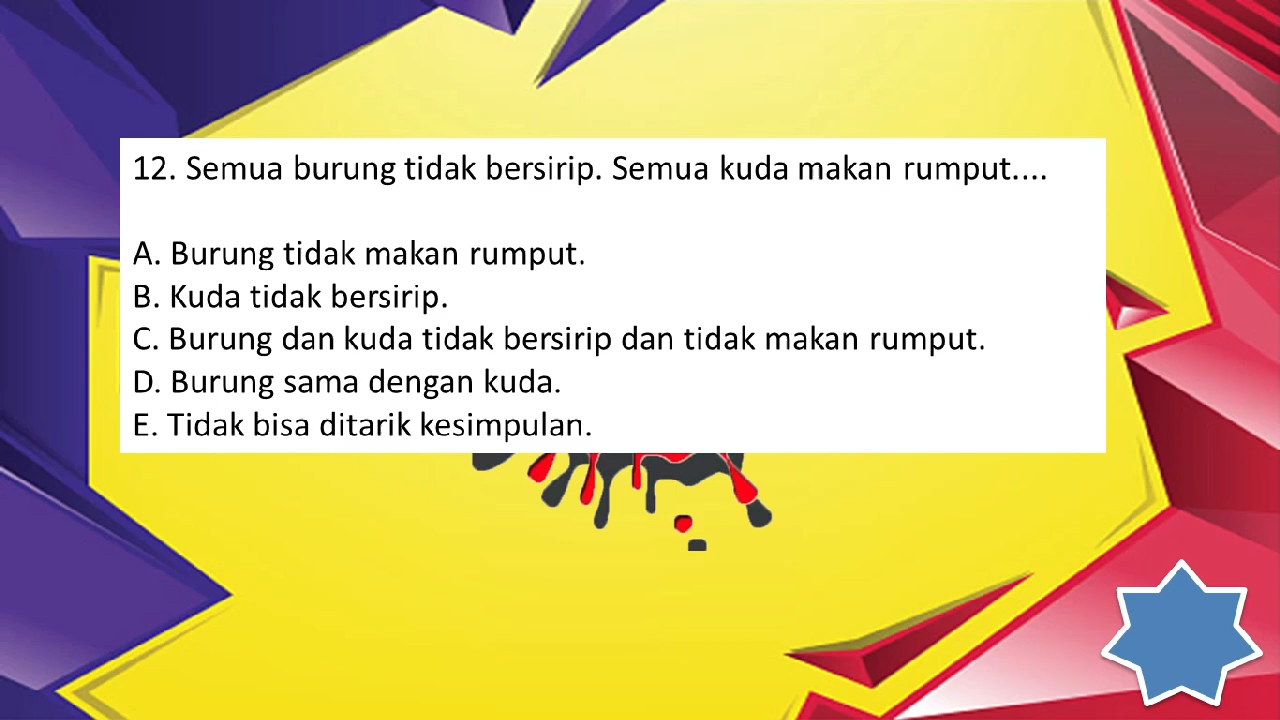 12. Semua burung tidak bersirip. Semua kuda makan rumput....
A. Burung tidak makan rumput.
B. Kuda tidak bersirip.
C. Burung dan kuda tidak bersirip dan tidak makan rumput.
D. Burung sama dengan kuda.
E. Tidak bisa ditarik kesimpulan.